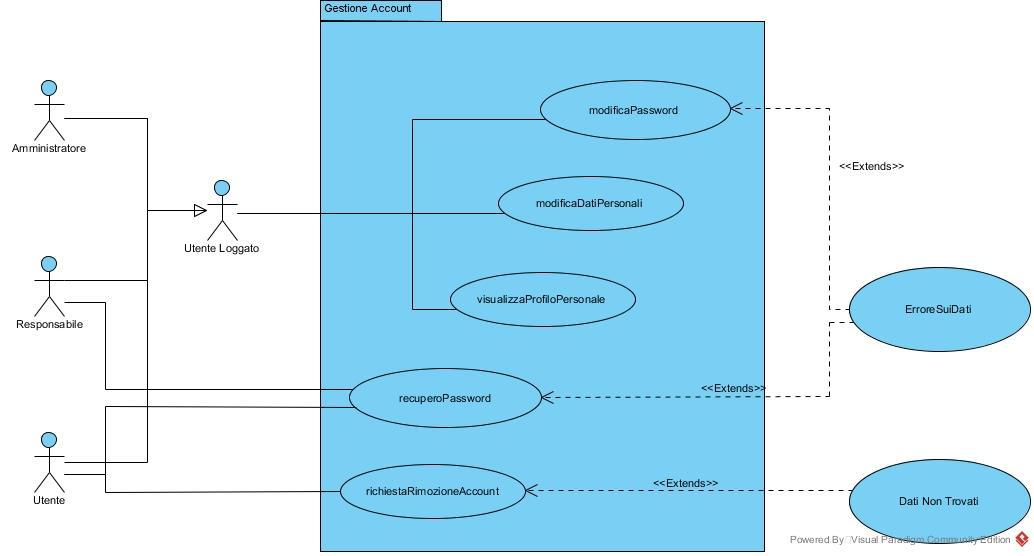 Gestione Account
modificaPassword
Amministratore
<<Extends>>
modificaDatiPersonali
Utente Loggato
visualizzaProfiloPersonale
ErroreSuiDati
Responsabile
<<Extends>>
recuperoPassword
<<Extends>>
richiestaRimozioneAccount
Utente
Dati Non Trovati
Powered By Visual Paradigm Community Edition